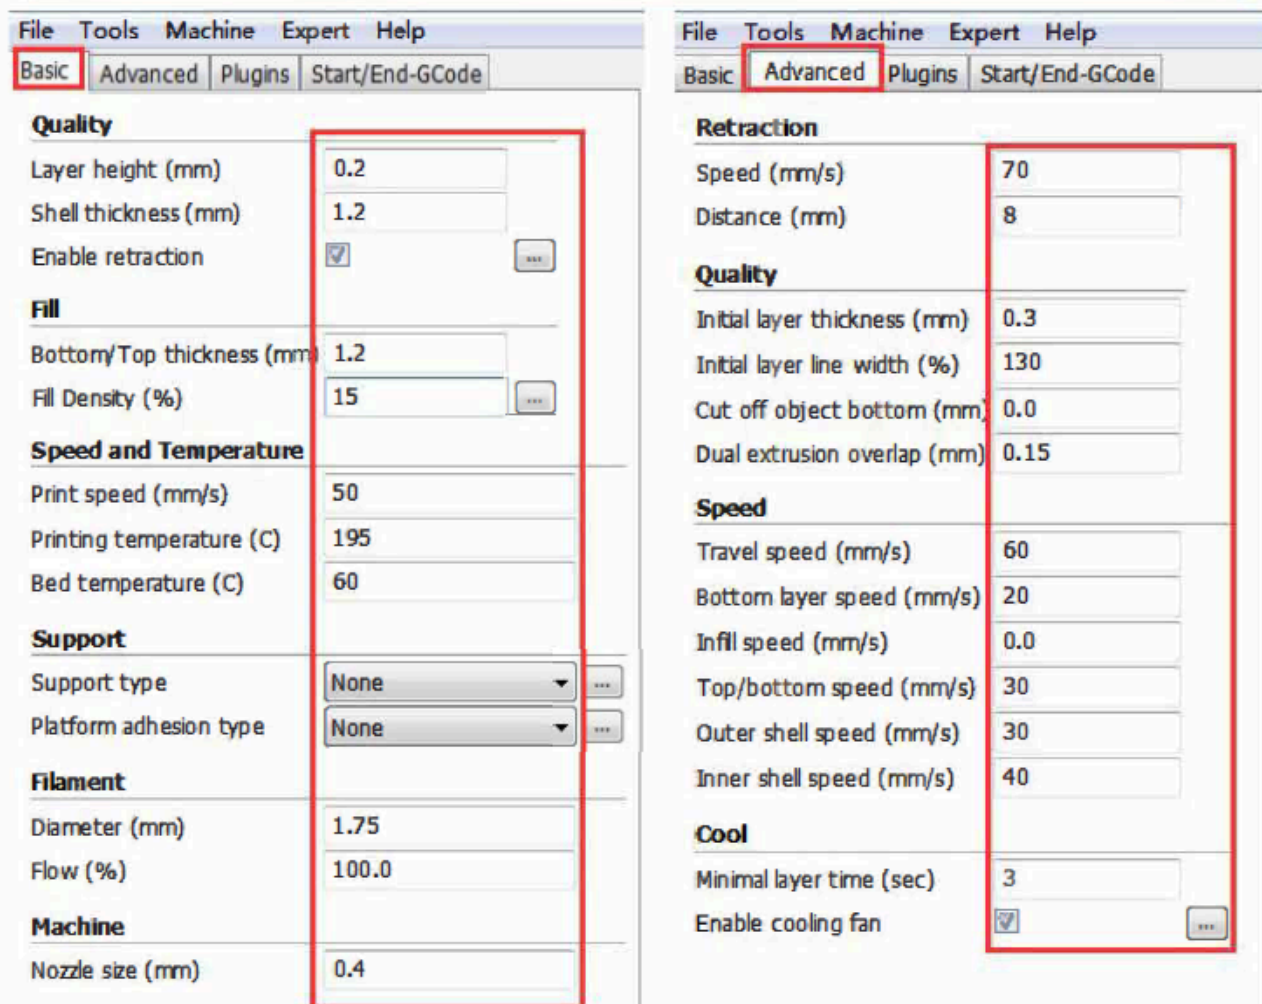 File Tools Machine Expert Help
Basic Advanced Plugins Start/End-GCode
Quality
Layer height (mm) 0.2
Shell thickness (mm) 1.2
Enable retraction ...
Fill
Bottom/Top thickness (mm) 1.2
Fill Density (%) 15 ...
Speed and Temperature
Print speed (mm/s) 50
Printing temperature (C) 195
Bed temperature (C) 60
Support
Support type None ...
Platform adhesion type None ...
Filament
Diameter (mm) 1.75
Flow (%) 100.0
Machine
Nozzle size (mm) 0.4
File Tools Machine Expert Help
Basic Advanced Plugins Start/End-GCode
Retraction
Speed (mm/s) 70
Distance (mm) 8
Quality
Initial layer thickness (mm) 0.3
Initial layer line width (%) 130
Cut off object bottom (mm) 0.0
Dual extrusion overlap (mm) 0.15
Speed
Travel speed (mm/s) 60
Bottom layer speed (mm/s) 20
Infill speed (mm/s) 0.0
Top/bottom speed (mm/s) 30
Outer shell speed (mm/s) 30
Inner shell speed (mm/s) 40
Cool
Minimal layer time (sec) 3
Enable cooling fan ...